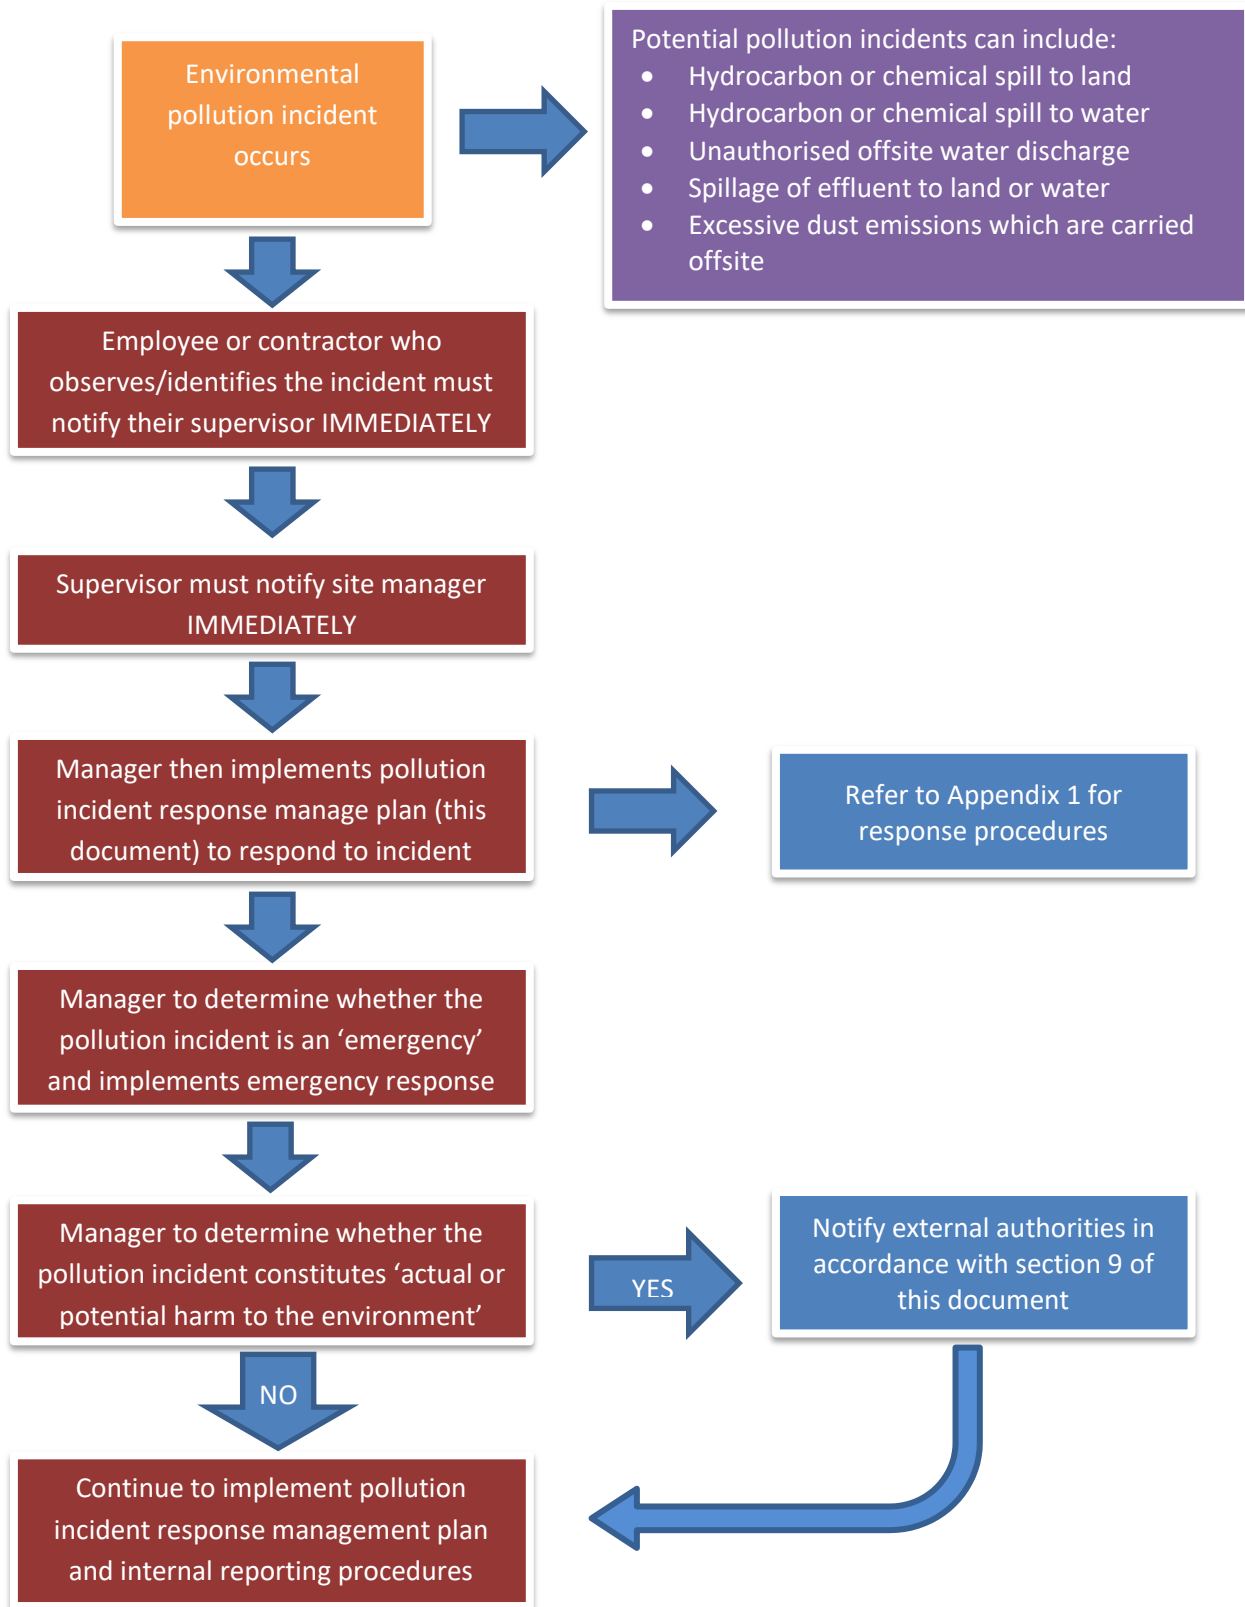 Environmental
pollution incident
occurs
Potential pollution incidents can include:
• Hydrocarbon or chemical spill to land
• Hydrocarbon or chemical spill to water
• Unauthorised offsite water discharge
• Spillage of effluent to land or water
• Excessive dust emissions which are carried
offsite
Employee or contractor who
observes/identifies the incident must
notify their supervisor IMMEDIATELY
Supervisor must notify site manager
IMMEDIATELY
Manager then implements pollution
incident response manage plan (this
document) to respond to incident
Refer to Appendix 1 for
response procedures
Manager to determine whether the
pollution incident is an ‘emergency’
and implements emergency response
Manager to determine whether the
pollution incident constitutes ‘actual or
potential harm to the environment’
YES
Notify external authorities in
accordance with section 9 of
this document
NO
Continue to implement pollution
incident response management plan
and internal reporting procedures